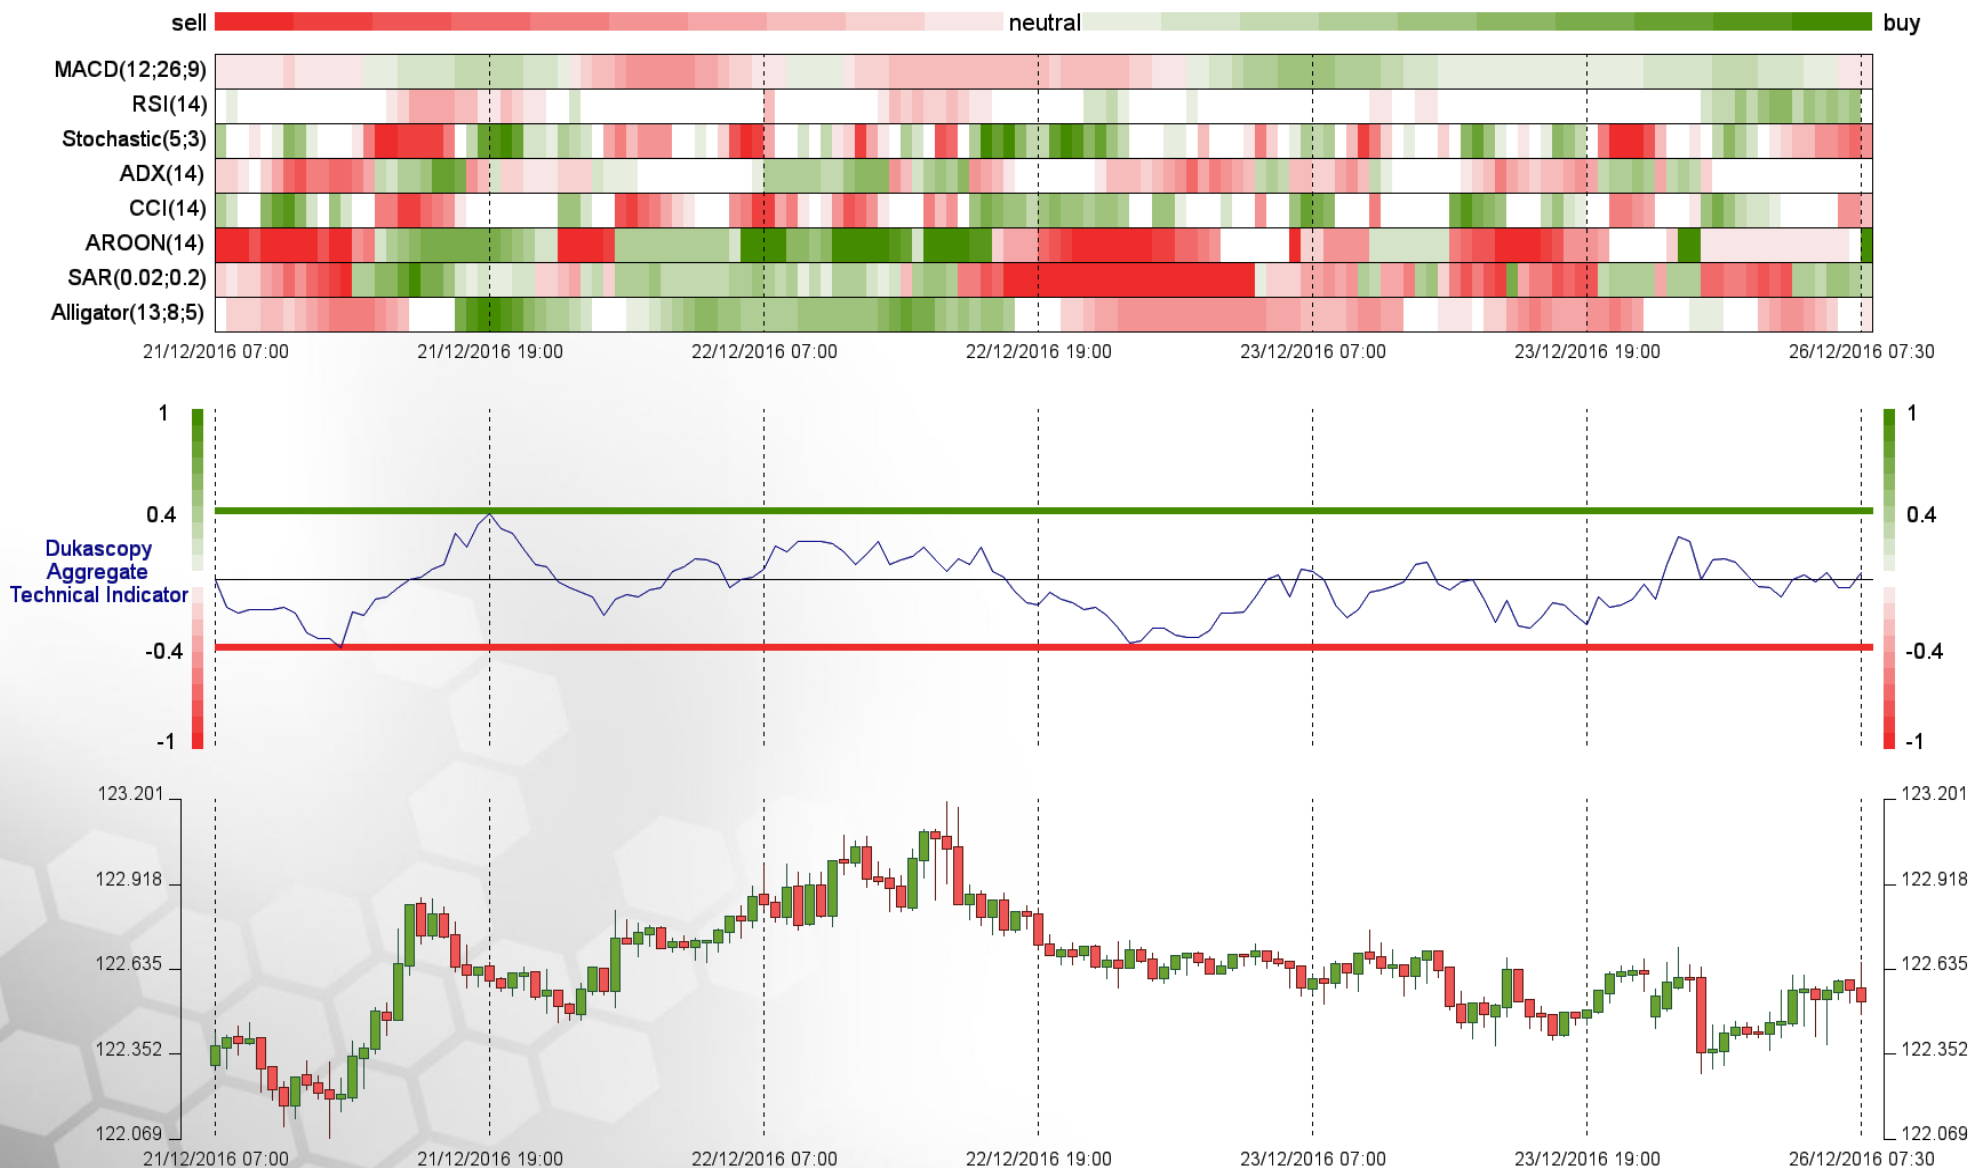 sell neutral buy
MACD(12;26;9)
RSI(14)
Stochastic(5;3)
ADX(14)
CCI(14)
AROON(14)
SAR(0.02;0.2)
Alligator(13;8;5)
21/12/2016 07:00 21/12/2016 19:00 22/12/2016 07:00 22/12/2016 19:00 23/12/2016 07:00 23/12/2016 19:00 26/12/2016 07:30
1 1
0.4 0.4
Dukascopy
Aggregate
Technical Indicator
-0.4 -0.4
-1 -1
123.201 123.201
122.918 122.918
122.635 122.635
122.352 122.352
122.069 122.069
21/12/2016 07:00 21/12/2016 19:00 22/12/2016 07:00 22/12/2016 19:00 23/12/2016 07:00 23/12/2016 19:00 26/12/2016 07:30